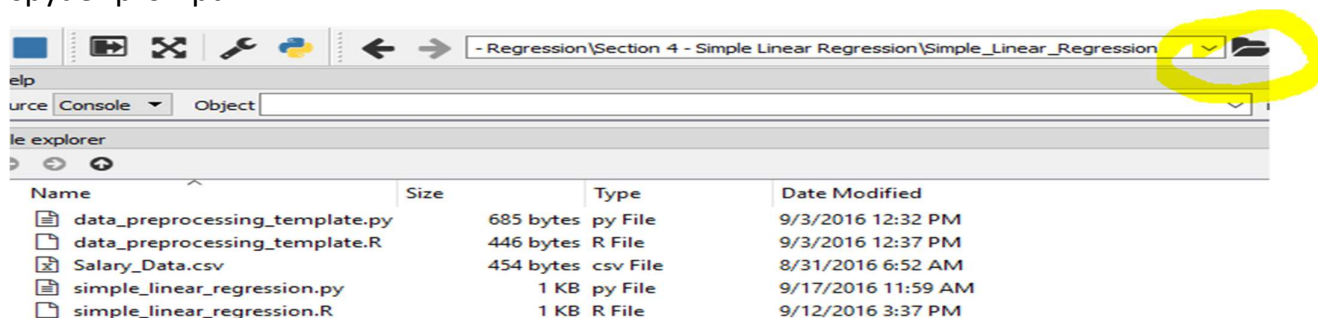 - Regression\Section 4 - Simple Linear Regression\Simple_Linear_Regression
elp
urce Console Object
le explorer
Name Size Type Date Modified
data_preprocessing_template.py 685 bytes py File 9/3/2016 12:32 PM
data_preprocessing_template.R 446 bytes R File 9/3/2016 12:37 PM
Salary_Data.csv 454 bytes csv File 8/31/2016 6:52 AM
simple_linear_regression.py 1 KB py File 9/17/2016 11:59 AM
simple_linear_regression.R 1 KB R File 9/12/2016 3:37 PM